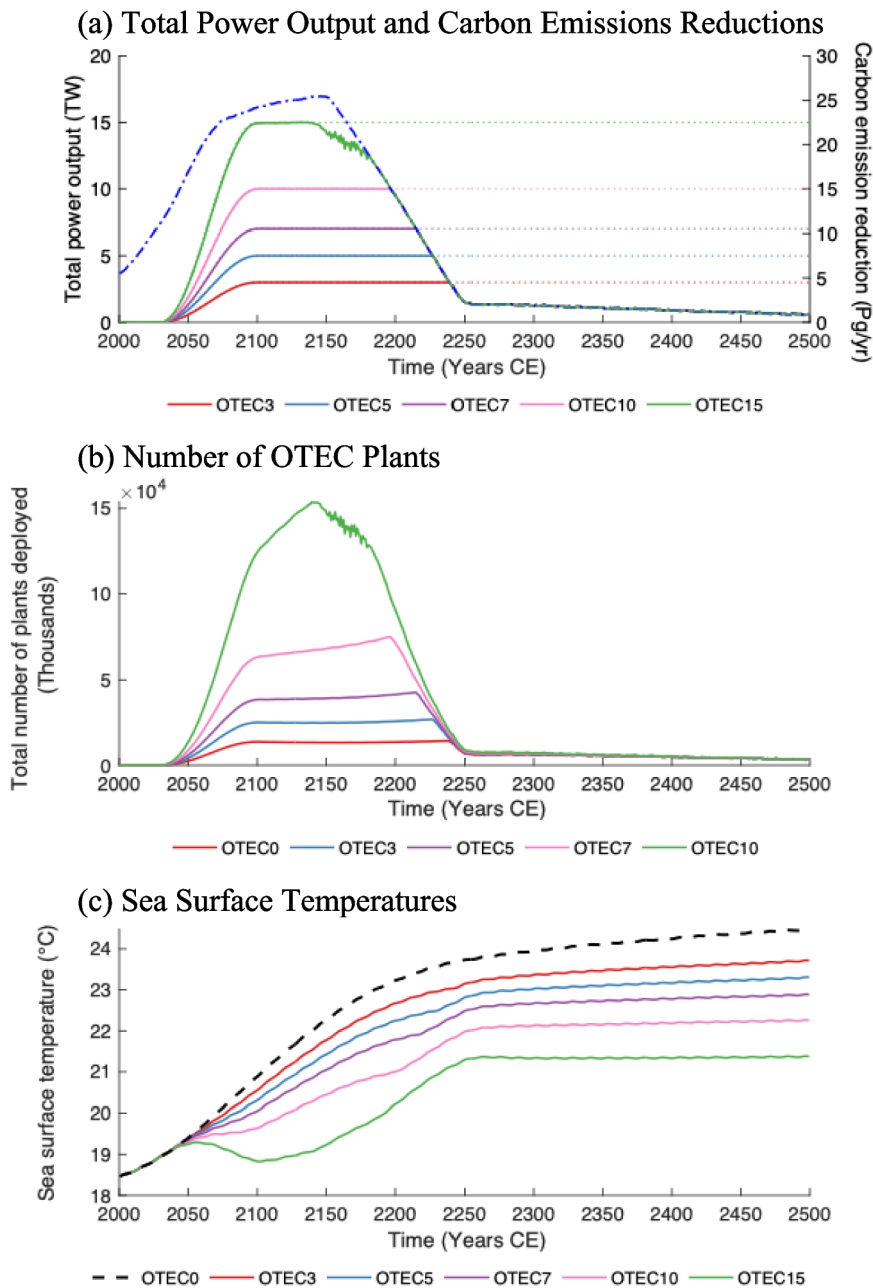 (a) Total Power Output and Carbon Emissions Reductions
Total power output (TW)
20
15
10
5
0
30
25
20
15
10
5
0
Carbon emission reduction (Pg/yr)
2000 2050 2100 2150 2200 2250 2300 2350 2400 2450 2500
Time (Years CE)
OTEC3 OTEC5 OTEC7 OTEC10 OTEC15
(b) Number of OTEC Plants
Total number of plants deployed
(Thousands)
× 10⁴
15
10
5
0
2000 2050 2100 2150 2200 2250 2300 2350 2400 2450 2500
Time (Years CE)
OTEC0 OTEC3 OTEC5 OTEC7 OTEC10
(c) Sea Surface Temperatures
Sea surface temperature (°C)
24
23
22
21
20
19
18
2000 2050 2100 2150 2200 2250 2300 2350 2400 2450 2500
Time (Years CE)
OTEC0 OTEC3 OTEC5 OTEC7 OTEC10 OTEC15